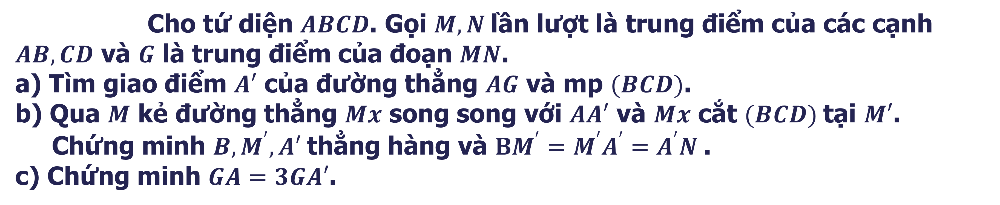 Cho tứ diện ABCD. Gọi M, N lần lượt là trung điểm của các cạnh
AB, CD và G là trung điểm của đoạn MN.
a) Tìm giao điểm A′ của đường thẳng AG và mp (BCD).
b) Qua M kẻ đường thẳng Mx song song với AA′ và Mx cắt (BCD) tại M′.
Chứng minh B, M′, A′ thẳng hàng và BM′ = M′A′ = A′N .
c) Chứng minh GA = 3GA′.